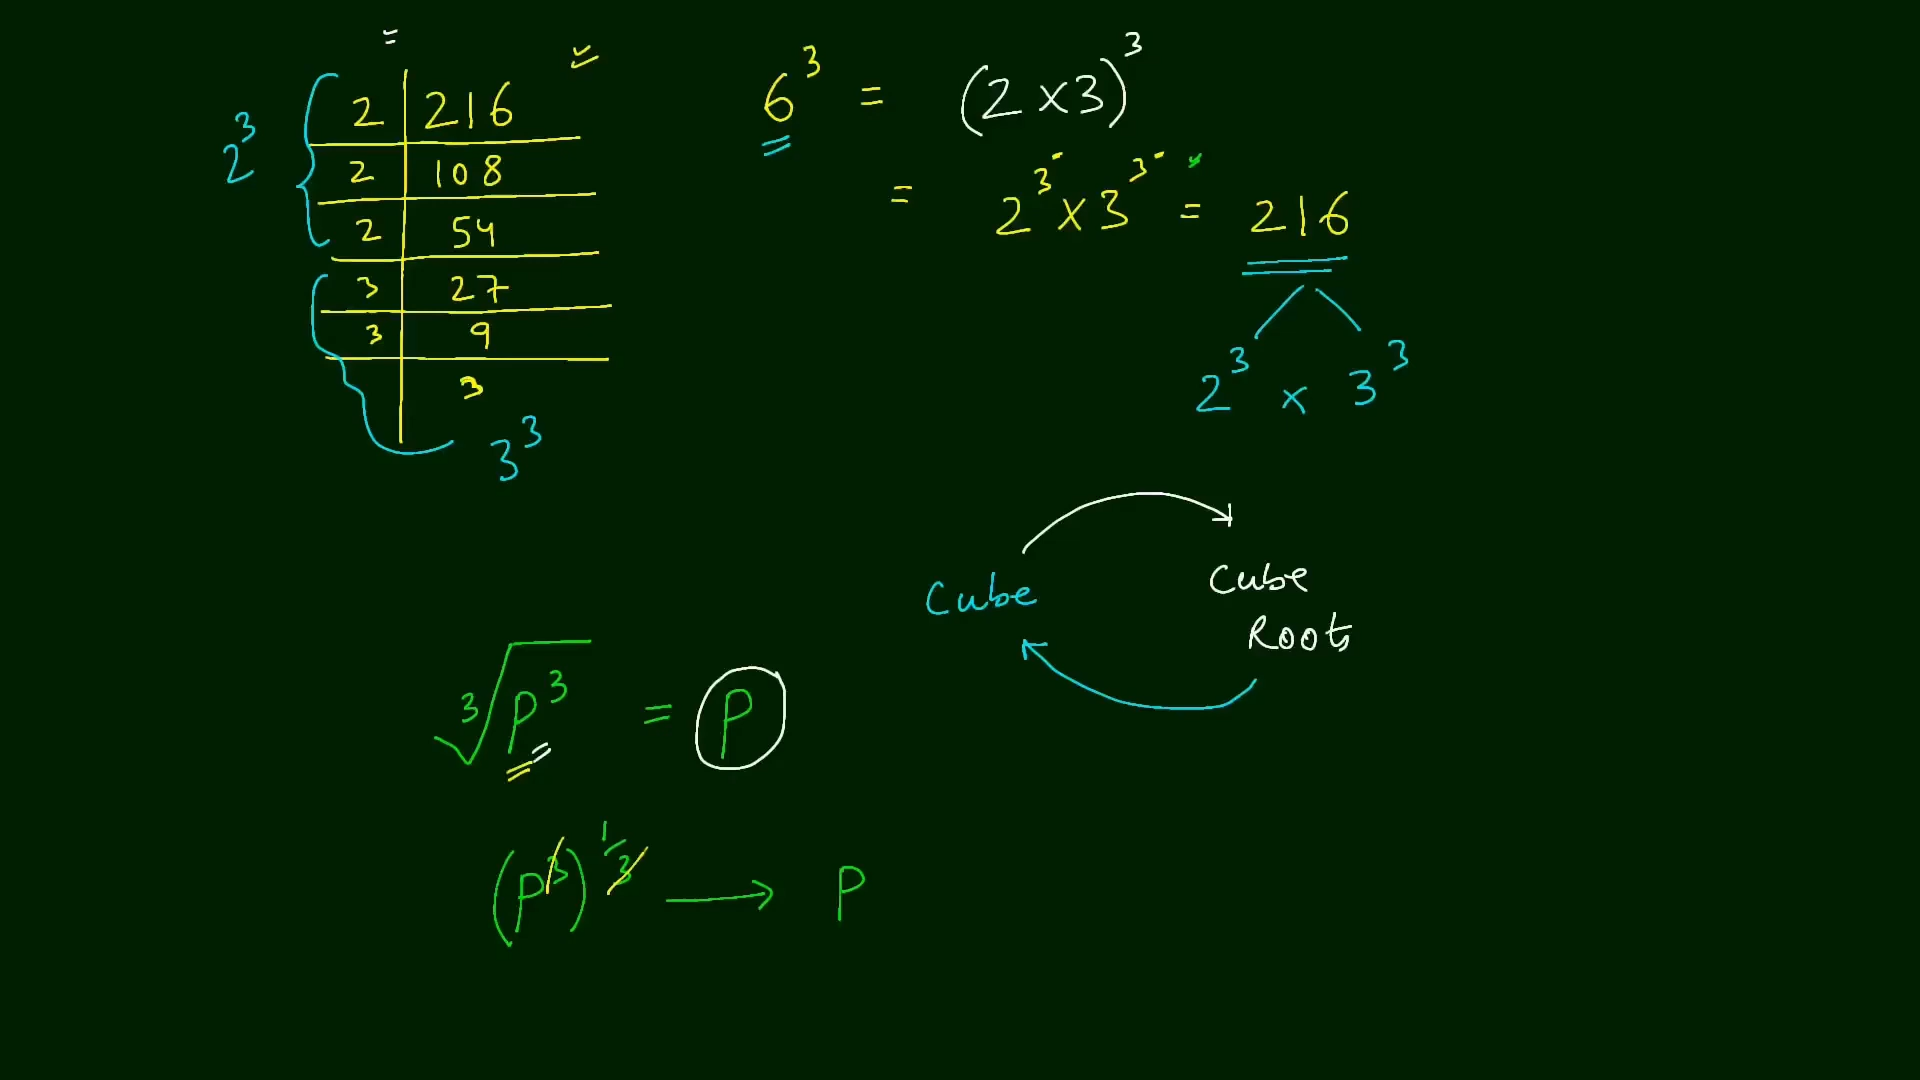 2 | 216
2 | 108
2 | 54
3 | 27
3 | 9
3
2³
3³
6³ = (2 × 3)³
= 2³ × 3³ = 216
2³ × 3³
Cube
Cube
Roots
∛P³ = P
(P³)^1/3 → P